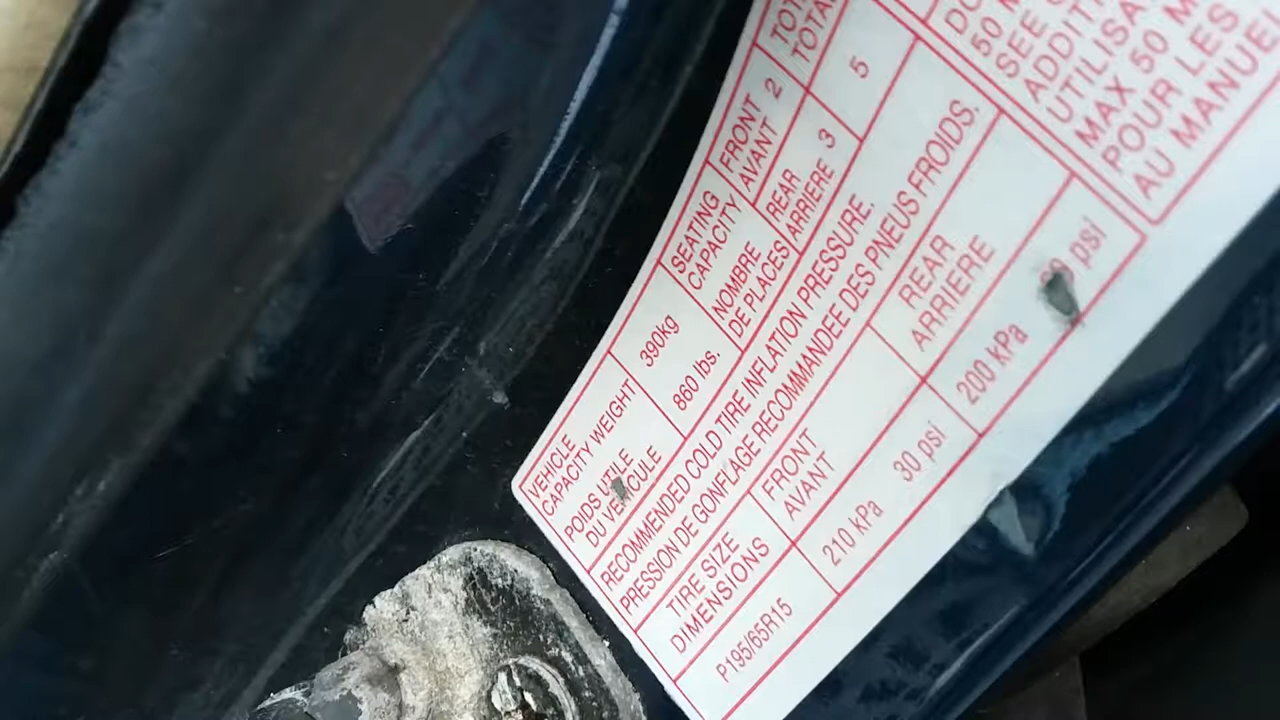 VEHICLE
CAPACITY WEIGHT
POIDS UTILE
DU VEHICULE
390kg
860 lbs.
SEATING
CAPACITY
NOMBRE
DE PLACES
FRONT 2
AVANT
REAR 3
ARRIERE
5
RECOMMENDED COLD TIRE INFLATION PRESSURE.
PRESSION DE GONFLAGE RECOMMANDEE DES PNEUS FROIDS.
TIRE SIZE
DIMENSIONS
FRONT
AVANT
REAR
ARRIERE
P195/65R15
210 kPa 30 psi
200 kPa psi
50
SEE
POUR LES
MAX 50
AU MANUEL